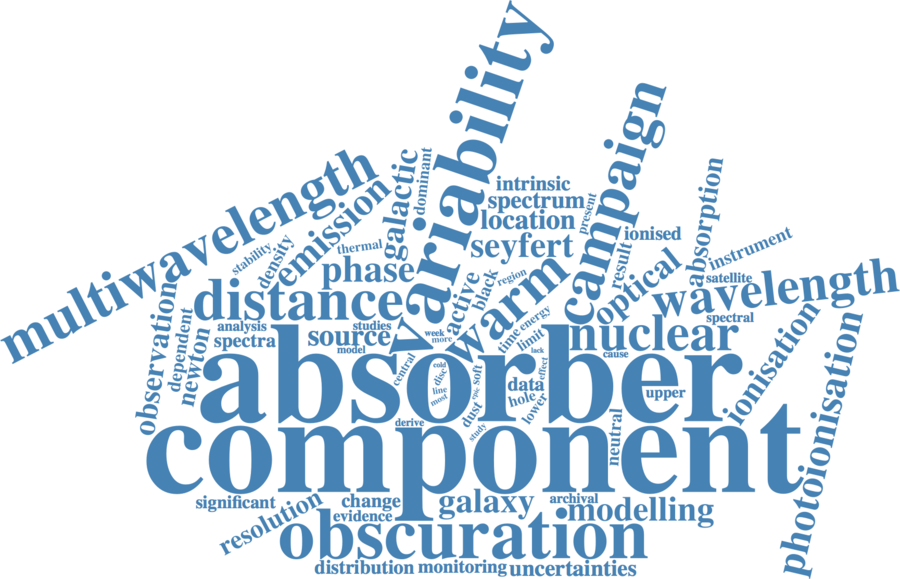 variability
campaign
multiwavelength
emission
galactic
dominant
intrinsic
spectrum
location
seyfert
present
absorption
ionised
result
instrument
satellite
optical
wavelength
spectral
stability
density
thermal
phase
distance
active
black
region
warm
observation
dependent
newton
analysis
spectra
source
studies
model
week
more
time
energy
limit
lack
nuclear
cause
ionisation
photoionisation
absorber
central
cold
disc
line
most
soft
dust
data
hole
lower
effect
upper
neutral
derive
study
component
significant
resolution
change
evidence
galaxy
archival
modelling
obscuration
distribution
monitoring
uncertainties